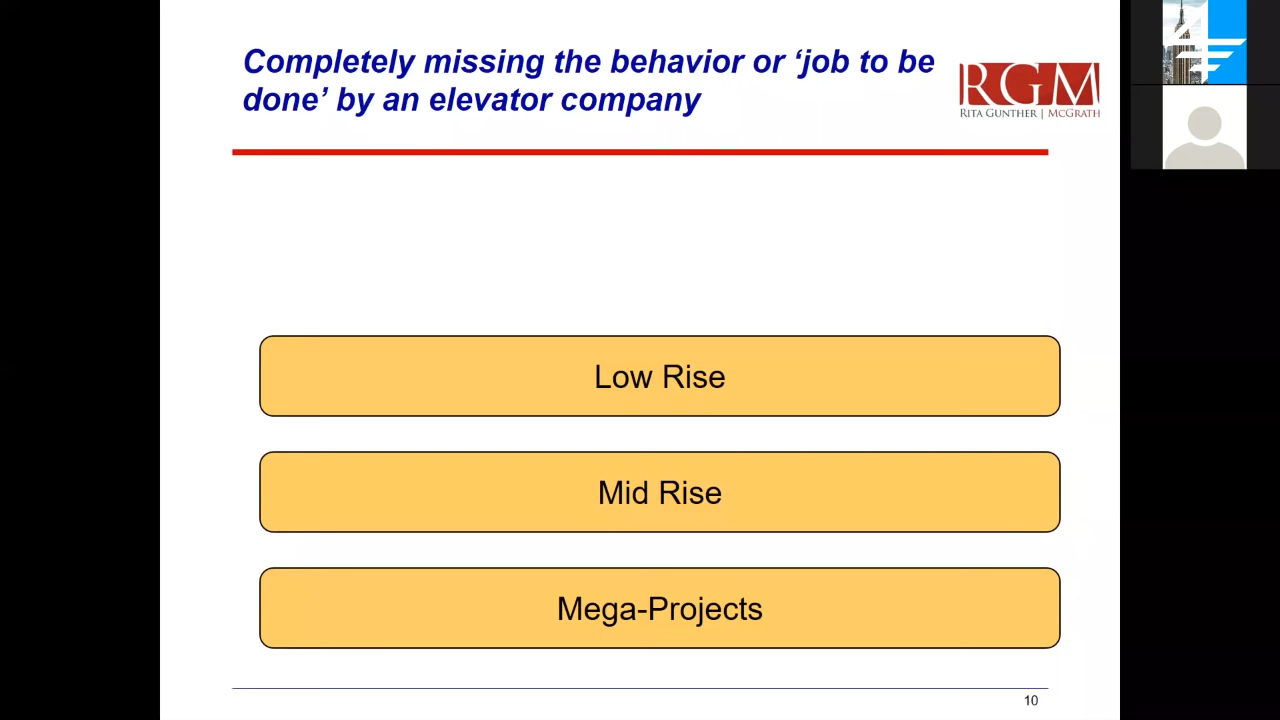 Completely missing the behavior or ‘job to be
done’ by an elevator company
RGM
RITA GUNTHER | McGRATH
Low Rise
Mid Rise
Mega-Projects
10